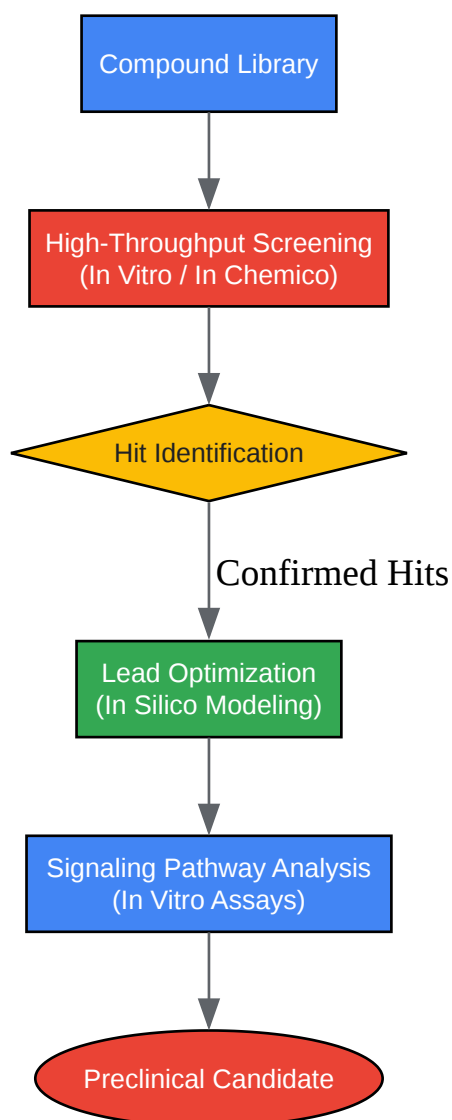 Compound Library
High-Throughput Screening
(In Vitro / In Chemico)
Hit Identification
Confirmed Hits
Lead Optimization
(In Silico Modeling)
Signaling Pathway Analysis
(In Vitro Assays)
Preclinical Candidate